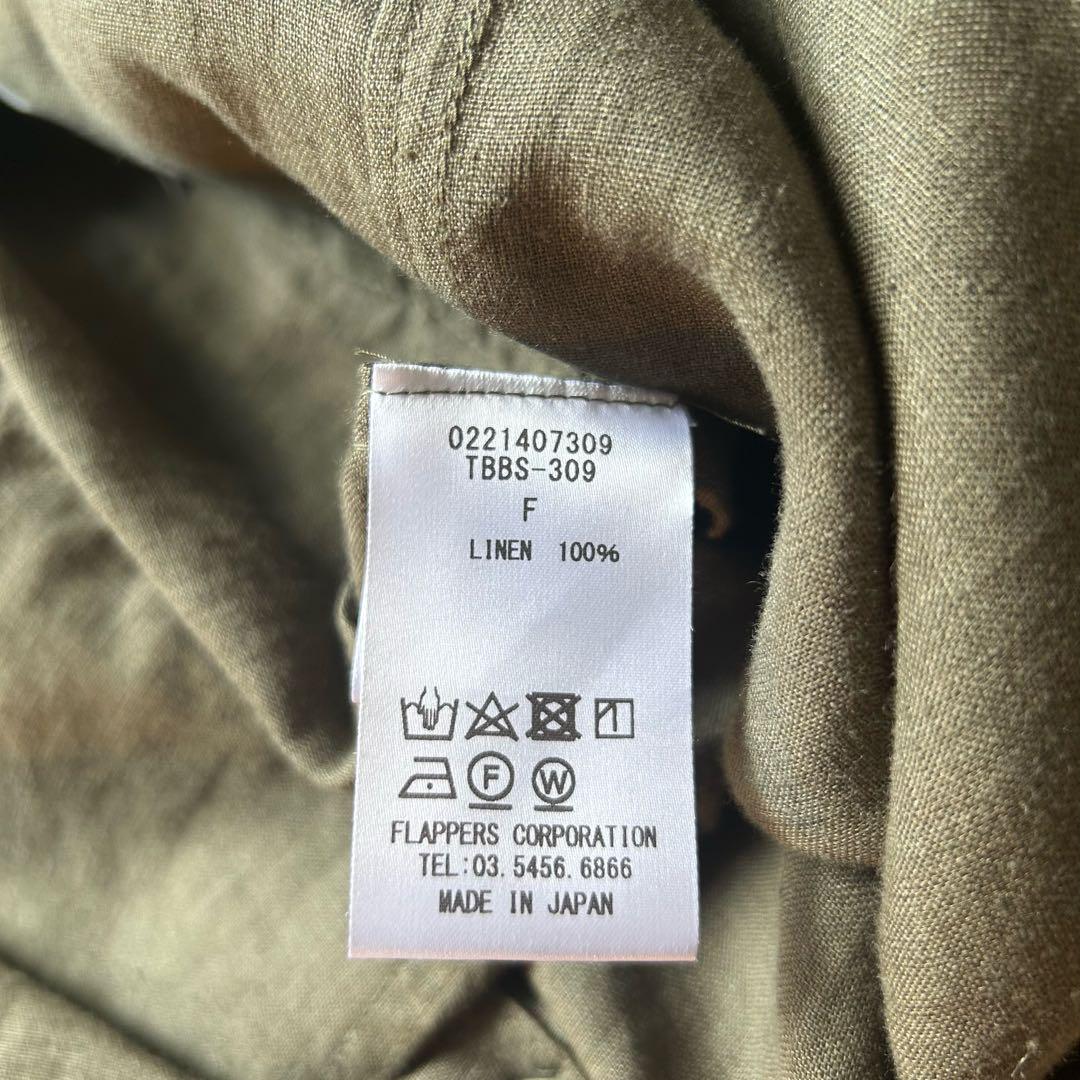 0221407309
TBBS-309
F
LINEN 100%
F W
FLAPPERS CORPORATION
TEL:03.5456.6866
MADE IN JAPAN